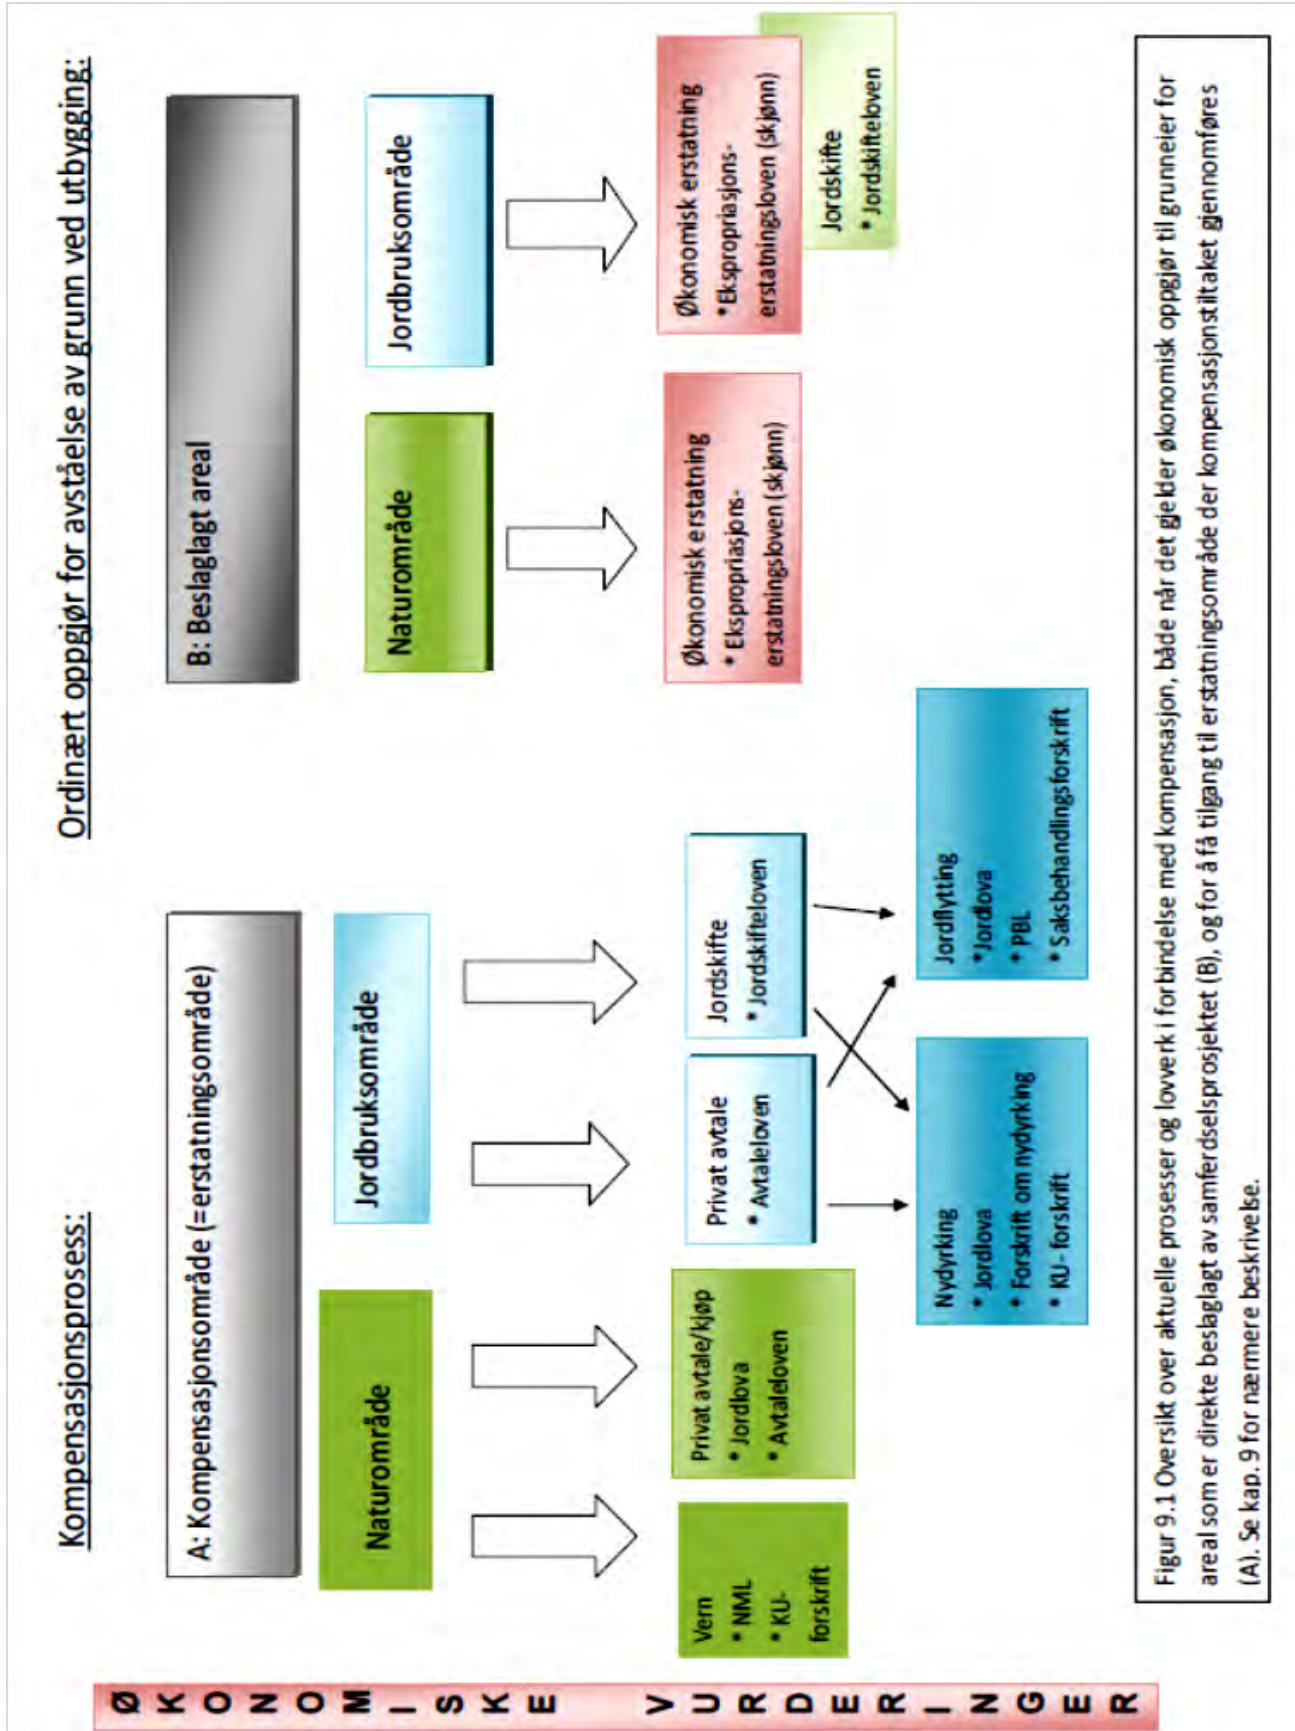 ØKONOMISKE VURDERINGER
Kompensasjonsprosess:
A: Kompensasjonsområde (=erstatningsområde)
Naturområde
Jordbruksområde
Vern
* NML
* KU-
forskrift
Privat avtale/kjøp
* Jordlova
* Avtaleloven
Privat avtale
* Avtaleloven
Jordskifte
* Jordskifteloven
Nydyrking
* Jordlova
* Forskrift om nydyrking
* KU- forskrift
Jordflytting
*Jordlova
* PBL
* Saksbehandlingsforskrift
Ordinært oppgjør for avståelse av grunn ved utbygging:
B: Beslaglagt areal
Naturområde
Jordbruksområde
Økonomisk erstatning
* Ekspropriasjons-
erstatningsloven (skjønn)
Økonomisk erstatning
*Ekspropriasjons-
erstatningsloven (skjønn)
Jordskifte
* Jordskifteloven
Figur 9.1 Oversikt over aktuelle prosesser og lovverk i forbindelse med kompensasjon, både når det gjelder økonomisk oppgjør til grunneier for
areal som er direkte beslaglagt av samferdselsprosjektet (B), og for å få tilgang til erstatningsområde der kompensasjonstiltaket gjennomføres
(A). Se kap. 9 for nærmere beskrivelse.